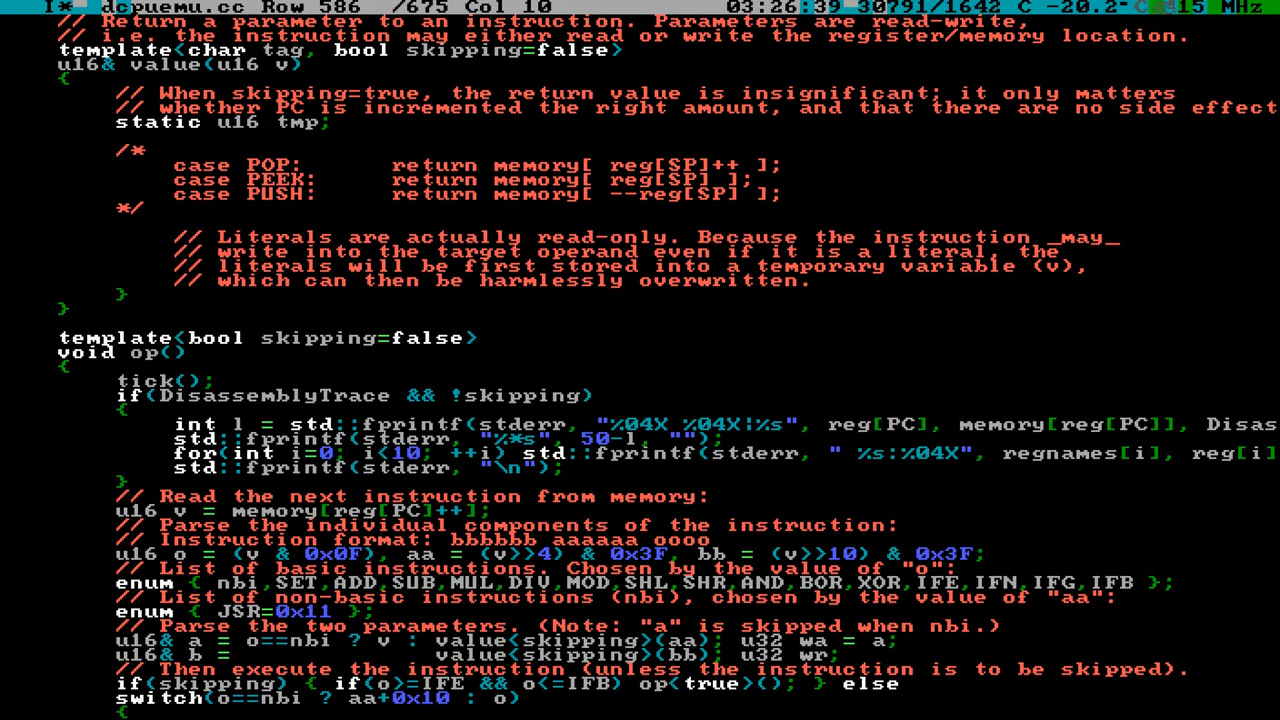 I* dcpuemu.cc Row 586 /675 Col 10 03:26:39 30791/1642 C -20.2 15 MHz
// Return a parameter to an instruction. Parameters are read-write,
// i.e. the instruction may either read or write the register/memory location.
template<char tag, bool skipping=false>
u16& value(u16 v)
{
// When skipping=true, the return value is insignificant; it only matters
// whether PC is incremented the right amount, and that there are no side effect
static u16 tmp;
/*
case POP: return memory[ reg[SP]++ ];
case PEEK: return memory[ reg[SP] ];
case PUSH: return memory[ --reg[SP] ];
*/
// Literals are actually read-only. Because the instruction _may_
// write into the target operand even if it is a literal, the
// literals will be first stored into a temporary variable (v),
// which can then be harmlessly overwritten.
}
}
template<bool skipping=false>
void op()
{
tick();
if(DisassemblyTrace && !skipping)
{
int l = std::fprintf(stderr, "%04X %04X|%s", reg[PC], memory[reg[PC]], Disas
std::fprintf(stderr, "%*s", 50-l, "");
for(int i=0; i<10; ++i) std::fprintf(stderr, " %s:%04X", regnames[i], reg[i]
std::fprintf(stderr, "\n");
}
// Read the next instruction from memory:
u16 v = memory[reg[PC]++];
// Parse the individual components of the instruction:
// Instruction format: bbbbbb aaaaaa oooo
u16 o = (v & 0x0F), aa = (v>>4) & 0x3F, bb = (v>>10) & 0x3F;
// List of basic instructions. Chosen by the value of "o":
enum { nbi,SET,ADD,SUB,MUL,DIV,MOD,SHL,SHR,AND,BOR,XOR,IFE,IFN,IFG,IFB };
// List of non-basic instructions (nbi), chosen by the value of "aa":
enum { JSR=0x11 };
// Parse the two parameters. (Note: "a" is skipped when nbi.)
u16& a = o==nbi ? v : value<skipping>(aa); u32 wa = a;
u16& b = value<skipping>(bb); u32 wr;
// Then execute the instruction (unless the instruction is to be skipped).
if(skipping) { if(o>=IFE && o<=IFB) op<true>(); } else
switch(o==nbi ? aa+0x10 : o)
{